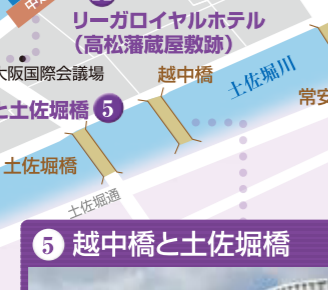 リーガロイヤルホテル
（高松藩蔵屋敷跡）
大阪国際会議場
越中橋
土佐堀川
常安
と土佐堀橋 5
土佐堀橋
土佐堀通
5 越中橋と土佐堀橋